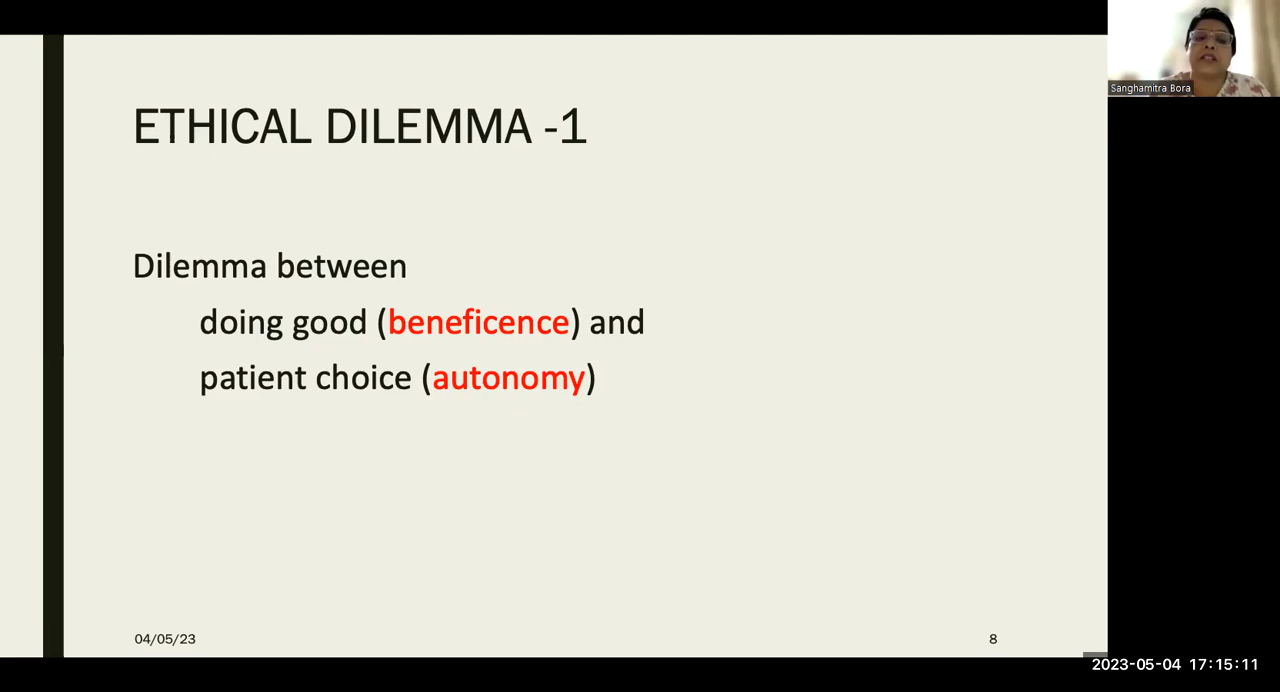 Sanghamitra Bora
ETHICAL DILEMMA -1
Dilemma between
doing good (beneficence) and
patient choice (autonomy)
04/05/23
8
2023-05-04 17:15:11